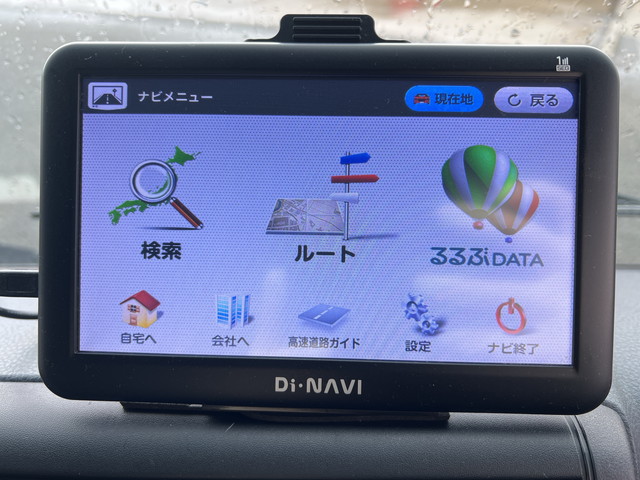 1
SEG
ナビメニュー
現在地
戻る
検索
ルート
るるぶDATA
自宅へ
会社へ
高速道路ガイド
設定
ナビ終了
Di・NAVI